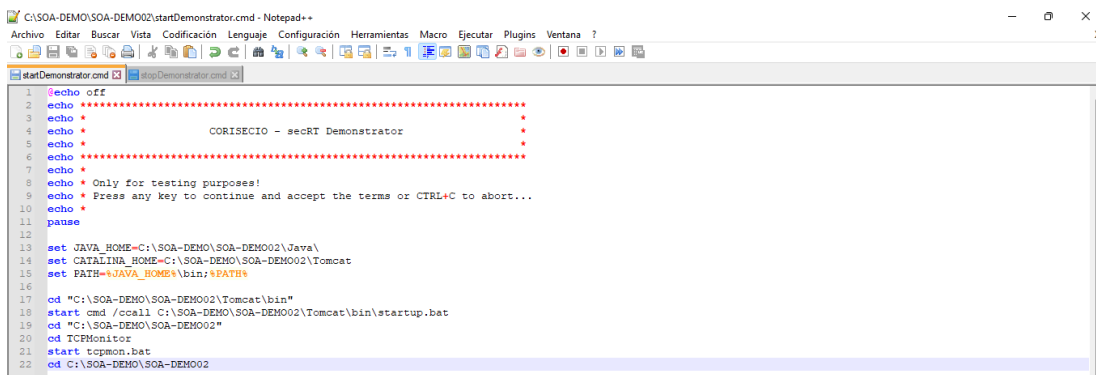 C:\SOA-DEMO\SOA-DEMO02\startDemonstrator.cmd - Notepad++
Archivo Editar Buscar Vista Codificación Lenguaje Configuración Herramientas Macro Ejecutar Plugins Ventana ?
startDemonstrator.cmd stopDemonstrator.cmd
1 @echo off
2 echo *********************************************************************
3 echo * *
4 echo * CORISECIO - secRT Demonstrator *
5 echo * *
6 echo *********************************************************************
7 echo *
8 echo * Only for testing purposes!
9 echo * Press any key to continue and accept the terms or CTRL+C to abort...
10 echo *
11 pause
12
13 set JAVA_HOME=C:\SOA-DEMO\SOA-DEMO02\Java\
14 set CATALINA_HOME=C:\SOA-DEMO\SOA-DEMO02\Tomcat
15 set PATH=%JAVA_HOME%\bin;%PATH%
16
17 cd "C:\SOA-DEMO\SOA-DEMO02\Tomcat\bin"
18 start cmd /ccall C:\SOA-DEMO\SOA-DEMO02\Tomcat\bin\startup.bat
19 cd "C:\SOA-DEMO\SOA-DEMO02"
20 cd TCPMonitor
21 start tcpmon.bat
22 cd C:\SOA-DEMO\SOA-DEMO02